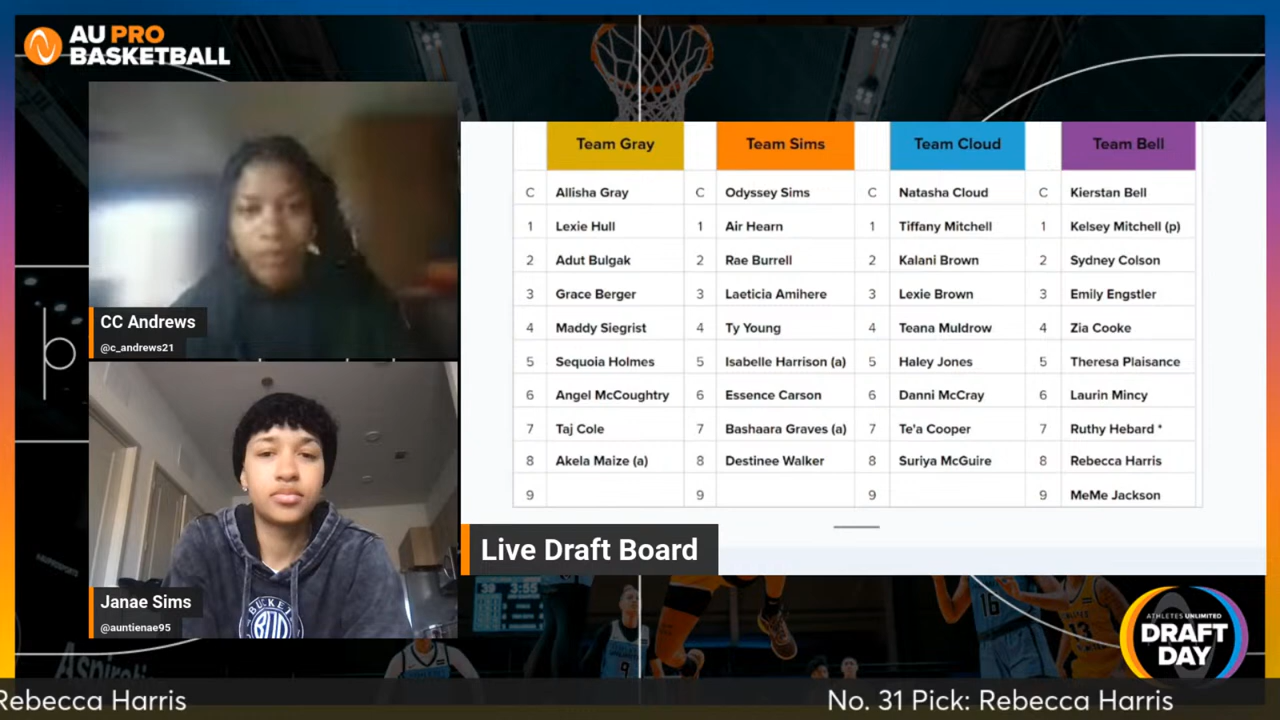 AU PRO
BASKETBALL
Team Gray Team Sims Team Cloud Team Bell
C Allisha Gray C Odyssey Sims C Natasha Cloud C Kierstan Bell
1 Lexie Hull 1 Air Hearn 1 Tiffany Mitchell 1 Kelsey Mitchell (p)
2 Adut Bulgak 2 Rae Burrell 2 Kalani Brown 2 Sydney Colson
3 Grace Berger 3 Laeticia Amihere 3 Lexie Brown 3 Emily Engstler
4 Maddy Siegrist 4 Ty Young 4 Teana Muldrow 4 Zia Cooke
5 Sequoia Holmes 5 Isabelle Harrison (a) 5 Haley Jones 5 Theresa Plaisance
6 Angel McCoughtry 6 Essence Carson 6 Danni McCray 6 Laurin Mincy
7 Taj Cole 7 Bashaara Graves (a) 7 Te'a Cooper 7 Ruthy Hebard *
8 Akela Maize (a) 8 Destinee Walker 8 Suriya McGuire 8 Rebecca Harris
9 9 9 9 MeMe Jackson
CC Andrews
@c_andrews21
Live Draft Board
BUCKET
Janae Sims
@auntienae95
39 3:55
9
16
13
ATHLETES UNLIMITED
DRAFT
DAY
Rebecca Harris No. 31 Pick: Rebecca Harris